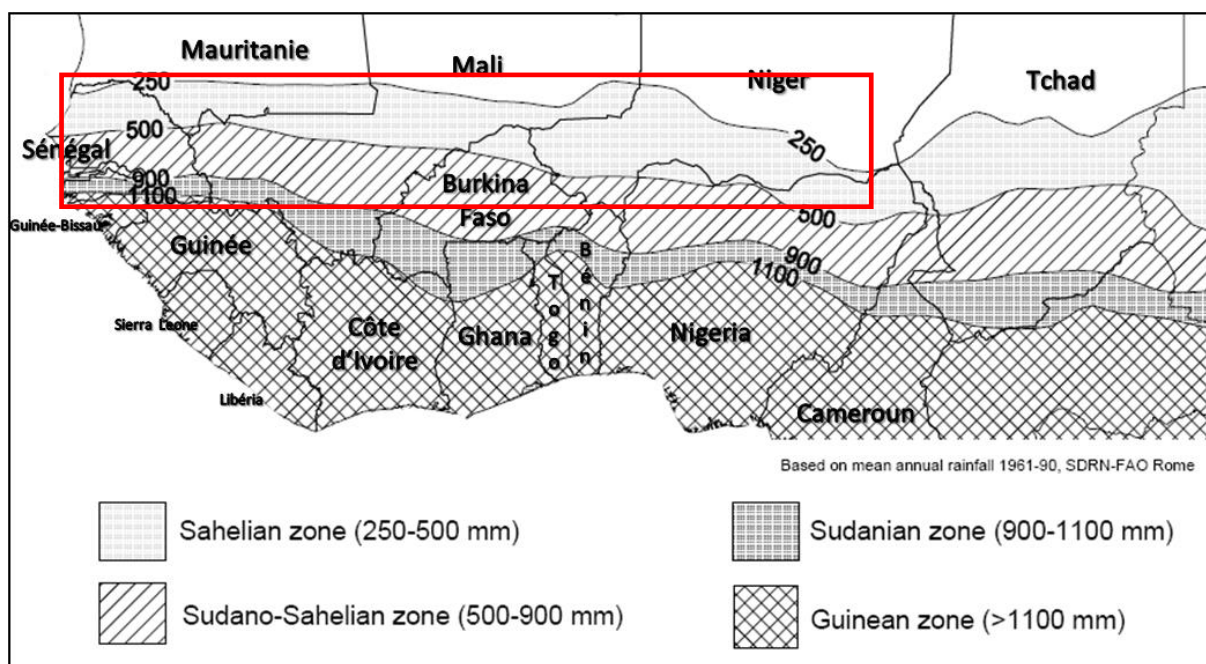 Mauritanie
Mali
Niger
Tchad
250
250
500
Sénégal
900
1100
Burkina
Faso
500
900
1100
Guinée-Bissau
Guinée
Bénin
Togo
Sierra Leone
Côte
d'Ivoire
Ghana
Nigeria
Libéria
Cameroun
Based on mean annual rainfall 1961-90, SDRN-FAO Rome
Sahelian zone (250-500 mm)
Sudanian zone (900-1100 mm)
Sudano-Sahelian zone (500-900 mm)
Guinean zone (>1100 mm)